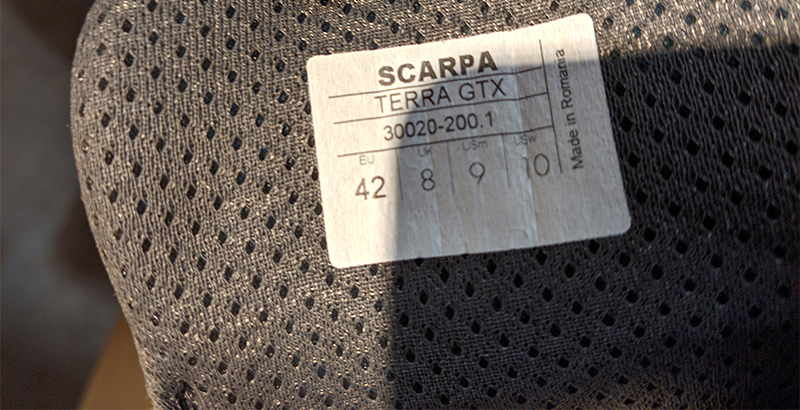 SCARPA
TERRA GTX
30020-200.1
EU UK USm USw
42 8 9 10
Made in Romania